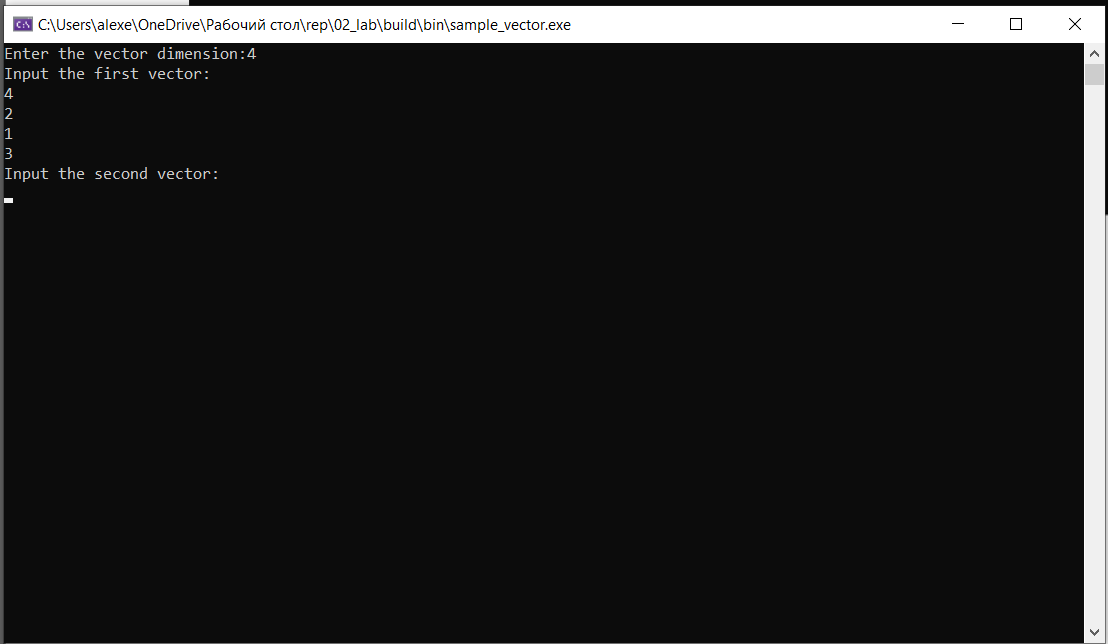 C:\Users\alexe\OneDrive\Рабочий стол\rep\02_lab\build\bin\sample_vector.exe
Enter the vector dimension:4
Input the first vector:
4
2
1
3
Input the second vector: